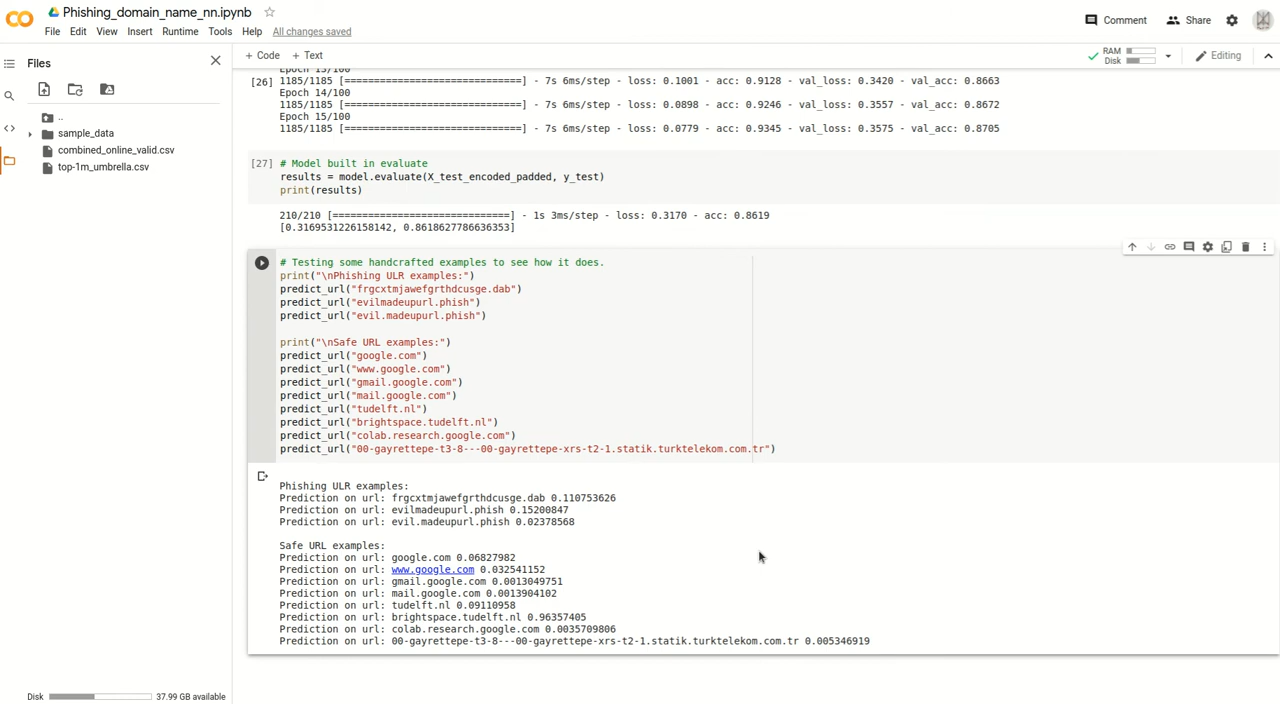 Phishing_domain_name_nn.ipynb
File Edit View Insert Runtime Tools Help All changes saved
Comment Share
Files
+ Code + Text
RAM
Disk
Editing
..
sample_data
combined_online_valid.csv
top-1m_umbrella.csv
Epoch 13/100
[26] 1185/1185 [==============================] - 7s 6ms/step - loss: 0.1001 - acc: 0.9128 - val_loss: 0.3420 - val_acc: 0.8663
Epoch 14/100
1185/1185 [==============================] - 7s 6ms/step - loss: 0.0898 - acc: 0.9246 - val_loss: 0.3557 - val_acc: 0.8672
Epoch 15/100
1185/1185 [==============================] - 7s 6ms/step - loss: 0.0779 - acc: 0.9345 - val_loss: 0.3575 - val_acc: 0.8705
[27] # Model built in evaluate
results = model.evaluate(X_test_encoded_padded, y_test)
print(results)
210/210 [==============================] - 1s 3ms/step - loss: 0.3170 - acc: 0.8619
[0.3169531226158142, 0.8618627786636353]
# Testing some handcrafted examples to see how it does.
print("\nPhishing ULR examples:")
predict_url("frgcxtmjawefgrthdcusge.dab")
predict_url("evilmadeupurl.phish")
predict_url("evil.madeupurl.phish")
print("\nSafe URL examples:")
predict_url("google.com")
predict_url("www.google.com")
predict_url("gmail.google.com")
predict_url("mail.google.com")
predict_url("tudelft.nl")
predict_url("brightspace.tudelft.nl")
predict_url("colab.research.google.com")
predict_url("00-gayrettepe-t3-8---00-gayrettepe-xrs-t2-1.statik.turktelekom.com.tr")
Phishing ULR examples:
Prediction on url: frgcxtmjawefgrthdcusge.dab 0.110753626
Prediction on url: evilmadeupurl.phish 0.15200847
Prediction on url: evil.madeupurl.phish 0.02378568
Safe URL examples:
Prediction on url: google.com 0.06827982
Prediction on url: www.google.com 0.032541152
Prediction on url: gmail.google.com 0.0013049751
Prediction on url: mail.google.com 0.0013904102
Prediction on url: tudelft.nl 0.09110958
Prediction on url: brightspace.tudelft.nl 0.96357405
Prediction on url: colab.research.google.com 0.0035709806
Prediction on url: 00-gayrettepe-t3-8---00-gayrettepe-xrs-t2-1.statik.turktelekom.com.tr 0.005346919
Disk 37.99 GB available